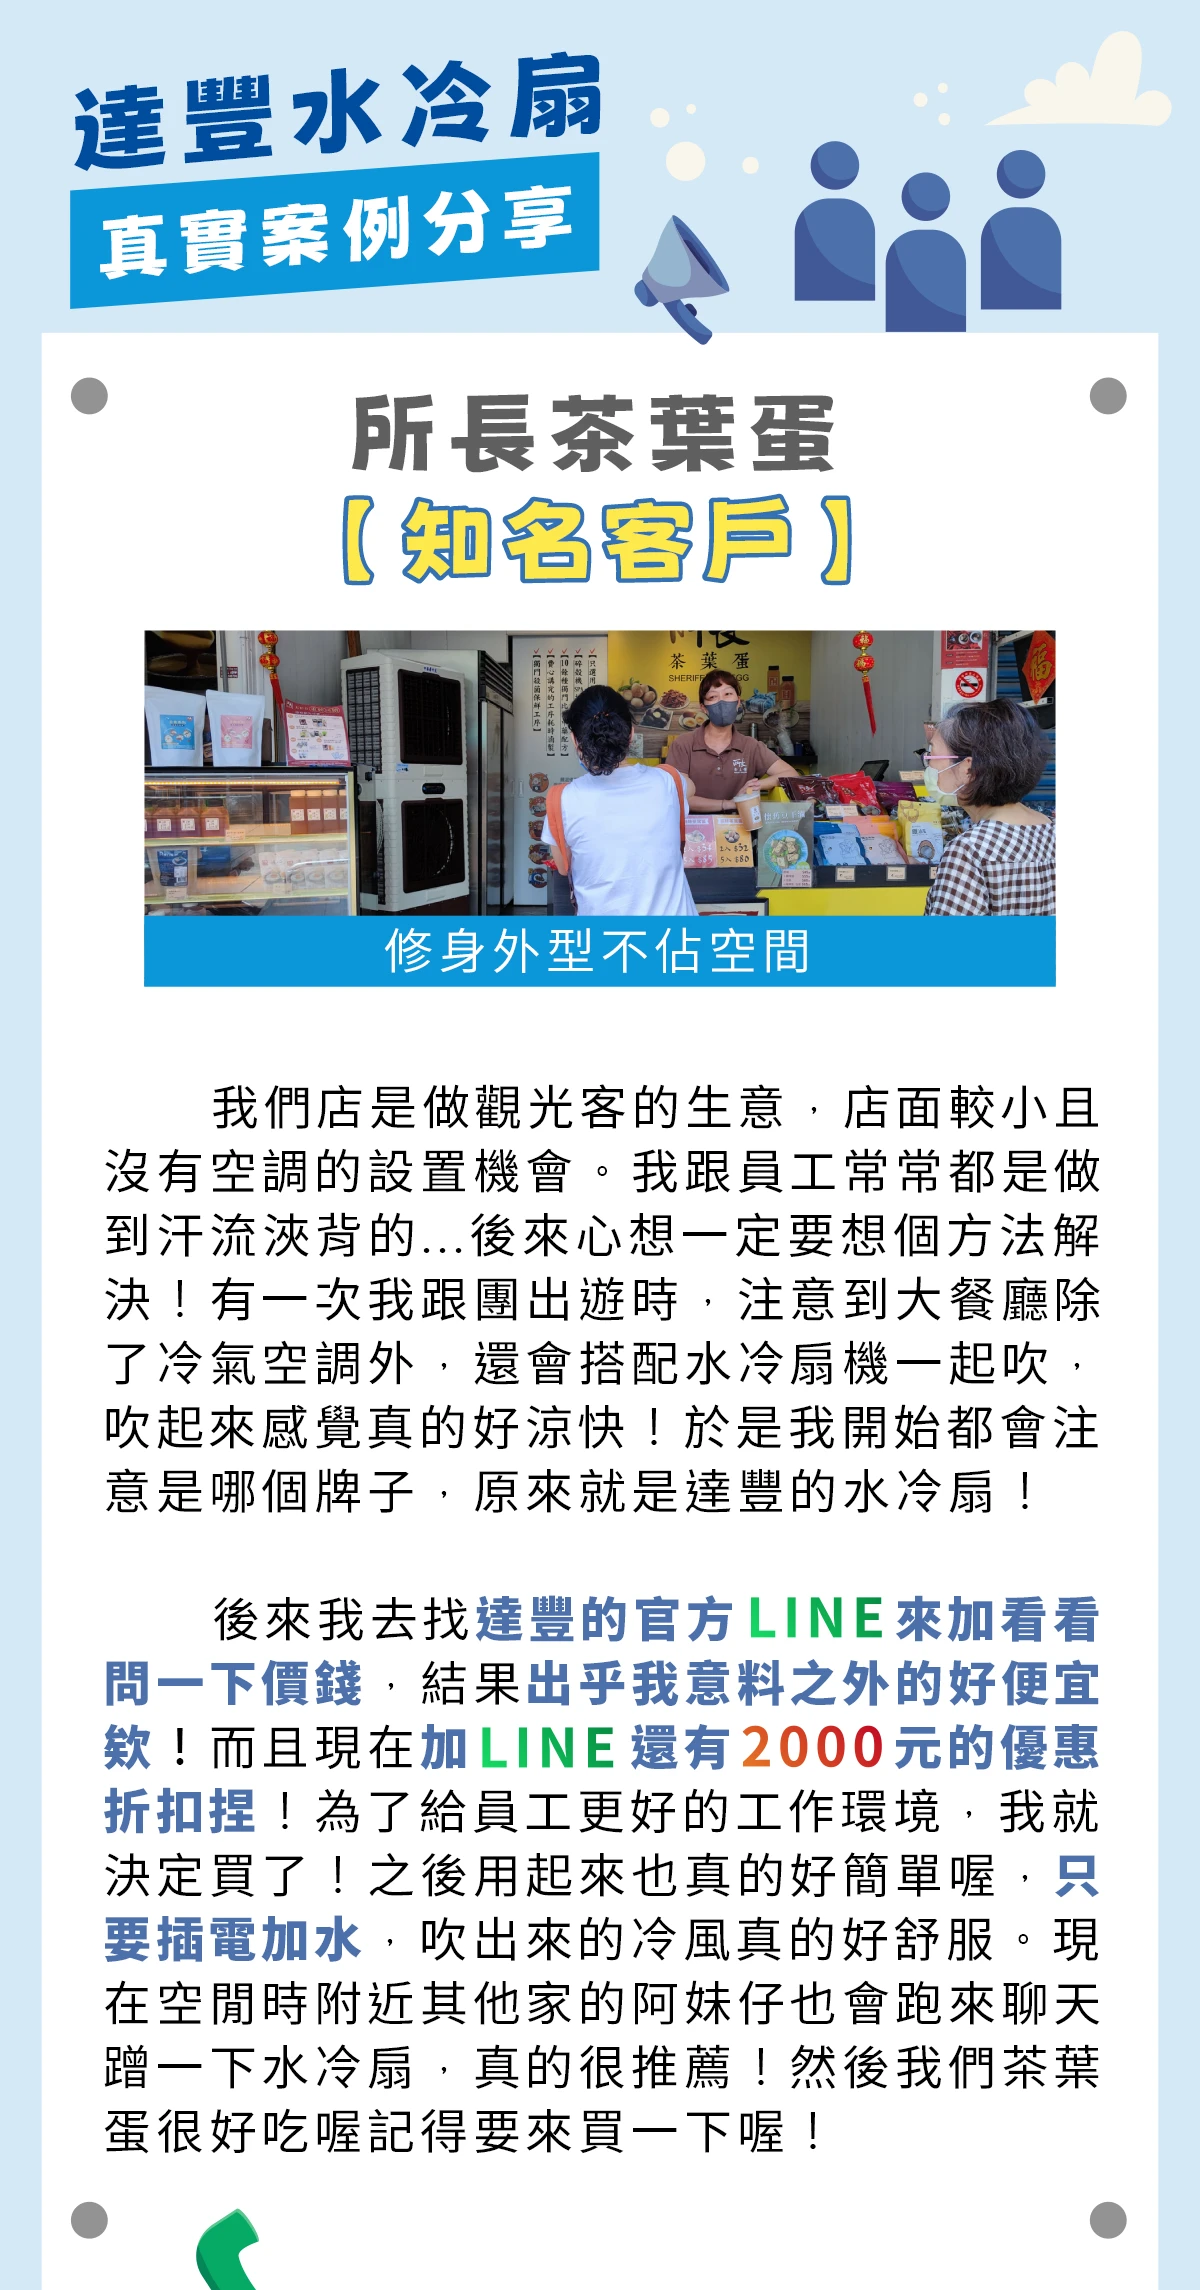 達豐水冷扇
真實案例分享
所長茶葉蛋
【知名客戶】
茶葉蛋
修身外型不佔空間
我們店是做觀光客的生意，店面較小且
沒有空調的設置機會。我跟員工常常都是做
到汗流浹背的...後來心想一定要想個方法解
決！有一次我跟團出遊時，注意到大餐廳除
了冷氣空調外，還會搭配水冷扇機一起吹，
吹起來感覺真的好涼快！於是我開始都會注
意是哪個牌子，原來就是達豐的水冷扇！
後來我去找達豐的官方LINE來加看看
問一下價錢，結果出乎我意料之外的好便宜
欸！而且現在加LINE還有2000元的優惠
折扣捏！為了給員工更好的工作環境，我就
決定買了！之後用起來也真的好簡單喔，只
要插電加水，吹出來的冷風真的好舒服。現
在空閒時附近其他家的阿妹仔也會跑來聊天
蹭一下水冷扇，真的很推薦！然後我們茶葉
蛋很好吃喔記得要來買一下喔！